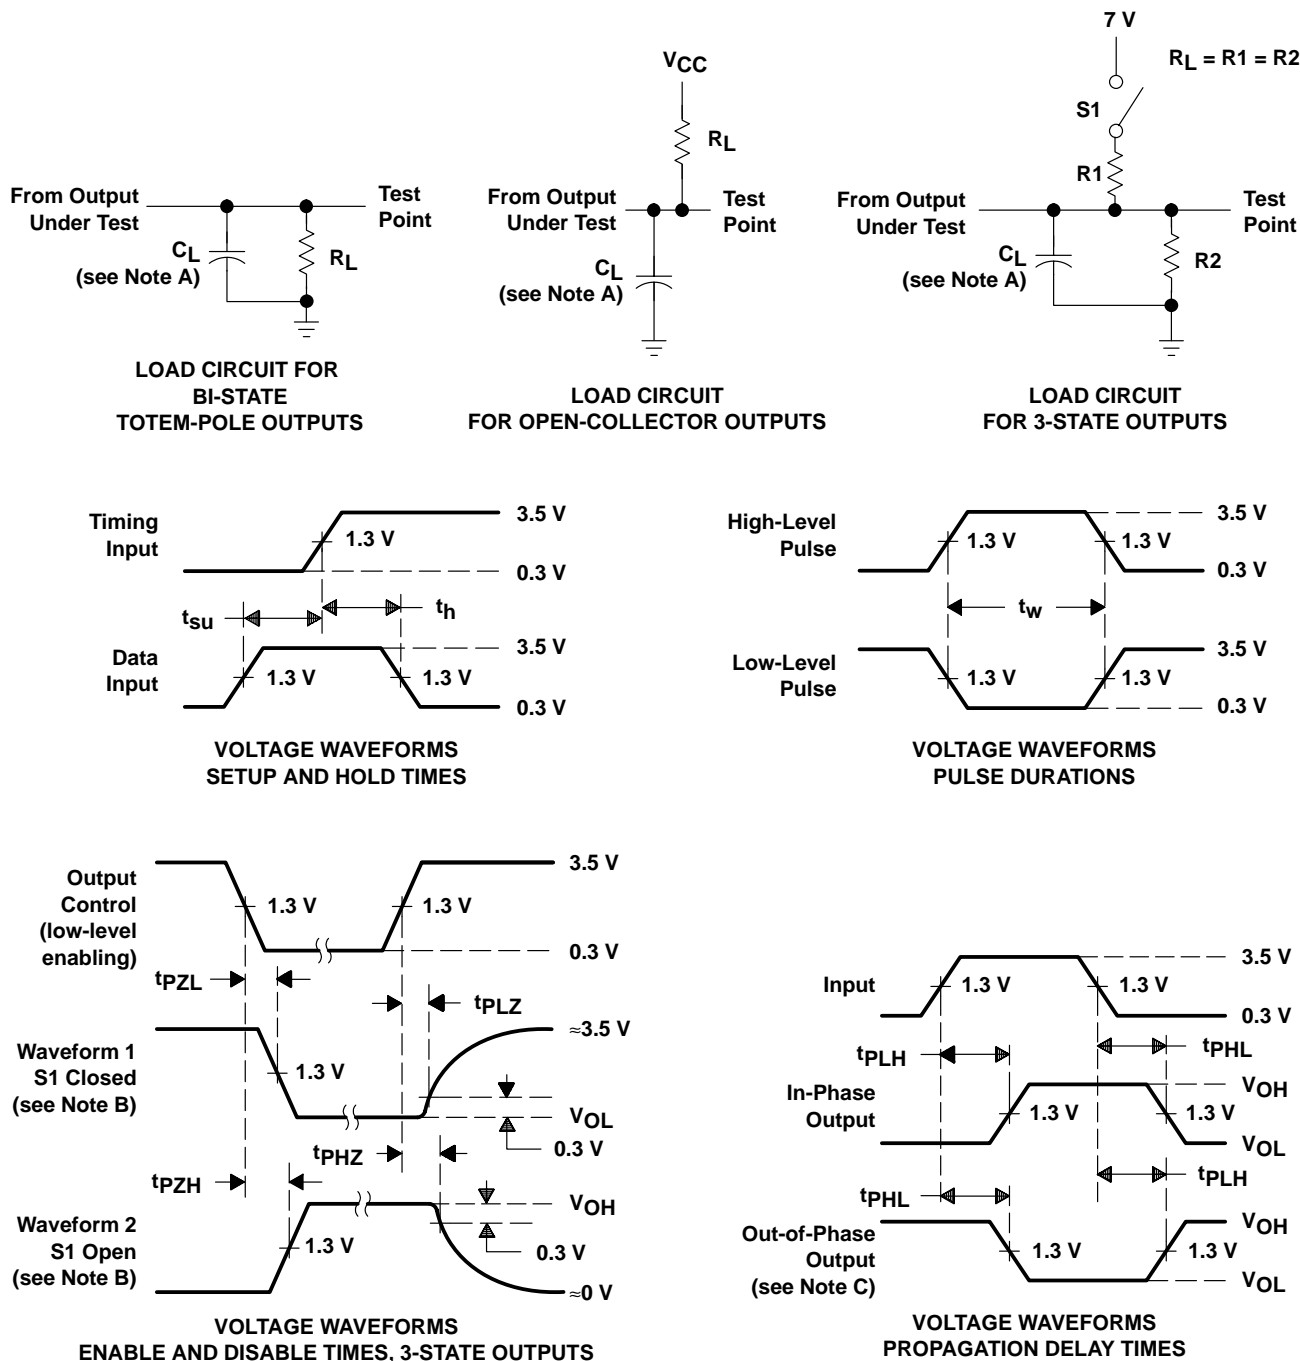 7 V
RL = R1 = R2
S1
R1
From Output
Under Test
Test
Point
CL
(see Note A)
R2
LOAD CIRCUIT
FOR 3-STATE OUTPUTS
VCC
RL
From Output
Under Test
Test
Point
CL
(see Note A)
LOAD CIRCUIT
FOR OPEN-COLLECTOR OUTPUTS
From Output
Under Test
Test
Point
CL
(see Note A)
RL
LOAD CIRCUIT FOR
BI-STATE
TOTEM-POLE OUTPUTS
Timing
Input
3.5 V
1.3 V
0.3 V
tsu
th
Data
Input
3.5 V
1.3 V
1.3 V
0.3 V
VOLTAGE WAVEFORMS
SETUP AND HOLD TIMES
High-Level
Pulse
3.5 V
1.3 V
1.3 V
0.3 V
tw
Low-Level
Pulse
3.5 V
1.3 V
1.3 V
0.3 V
VOLTAGE WAVEFORMS
PULSE DURATIONS
Output
Control
(low-level
enabling)
3.5 V
1.3 V
1.3 V
0.3 V
tPZL
tPLZ
Waveform 1
S1 Closed
(see Note B)
≈3.5 V
1.3 V
VOL
0.3 V
tPZH
tPHZ
Waveform 2
S1 Open
(see Note B)
VOH
1.3 V
0.3 V
≈0 V
VOLTAGE WAVEFORMS
ENABLE AND DISABLE TIMES, 3-STATE OUTPUTS
Input
3.5 V
1.3 V
1.3 V
0.3 V
tPLH
tPHL
In-Phase
Output
VOH
1.3 V
1.3 V
VOL
tPHL
tPLH
Out-of-Phase
Output
(see Note C)
VOH
1.3 V
1.3 V
VOL
VOLTAGE WAVEFORMS
PROPAGATION DELAY TIMES